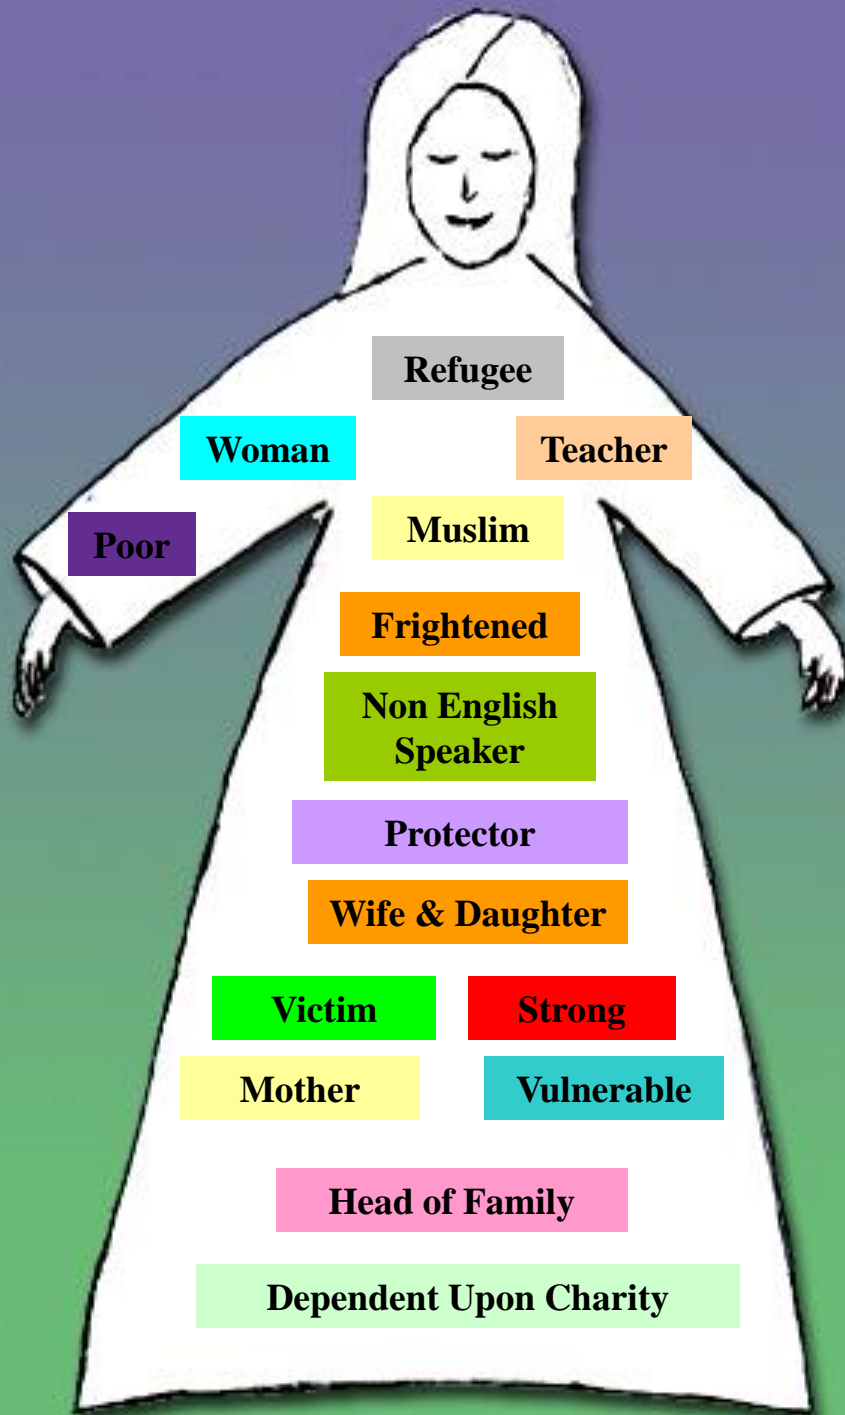 Refugee
Woman
Teacher
Muslim
Poor
Frightened
Non English
Speaker
Protector
Wife & Daughter
Victim
Strong
Mother
Vulnerable
Head of Family
Dependent Upon Charity